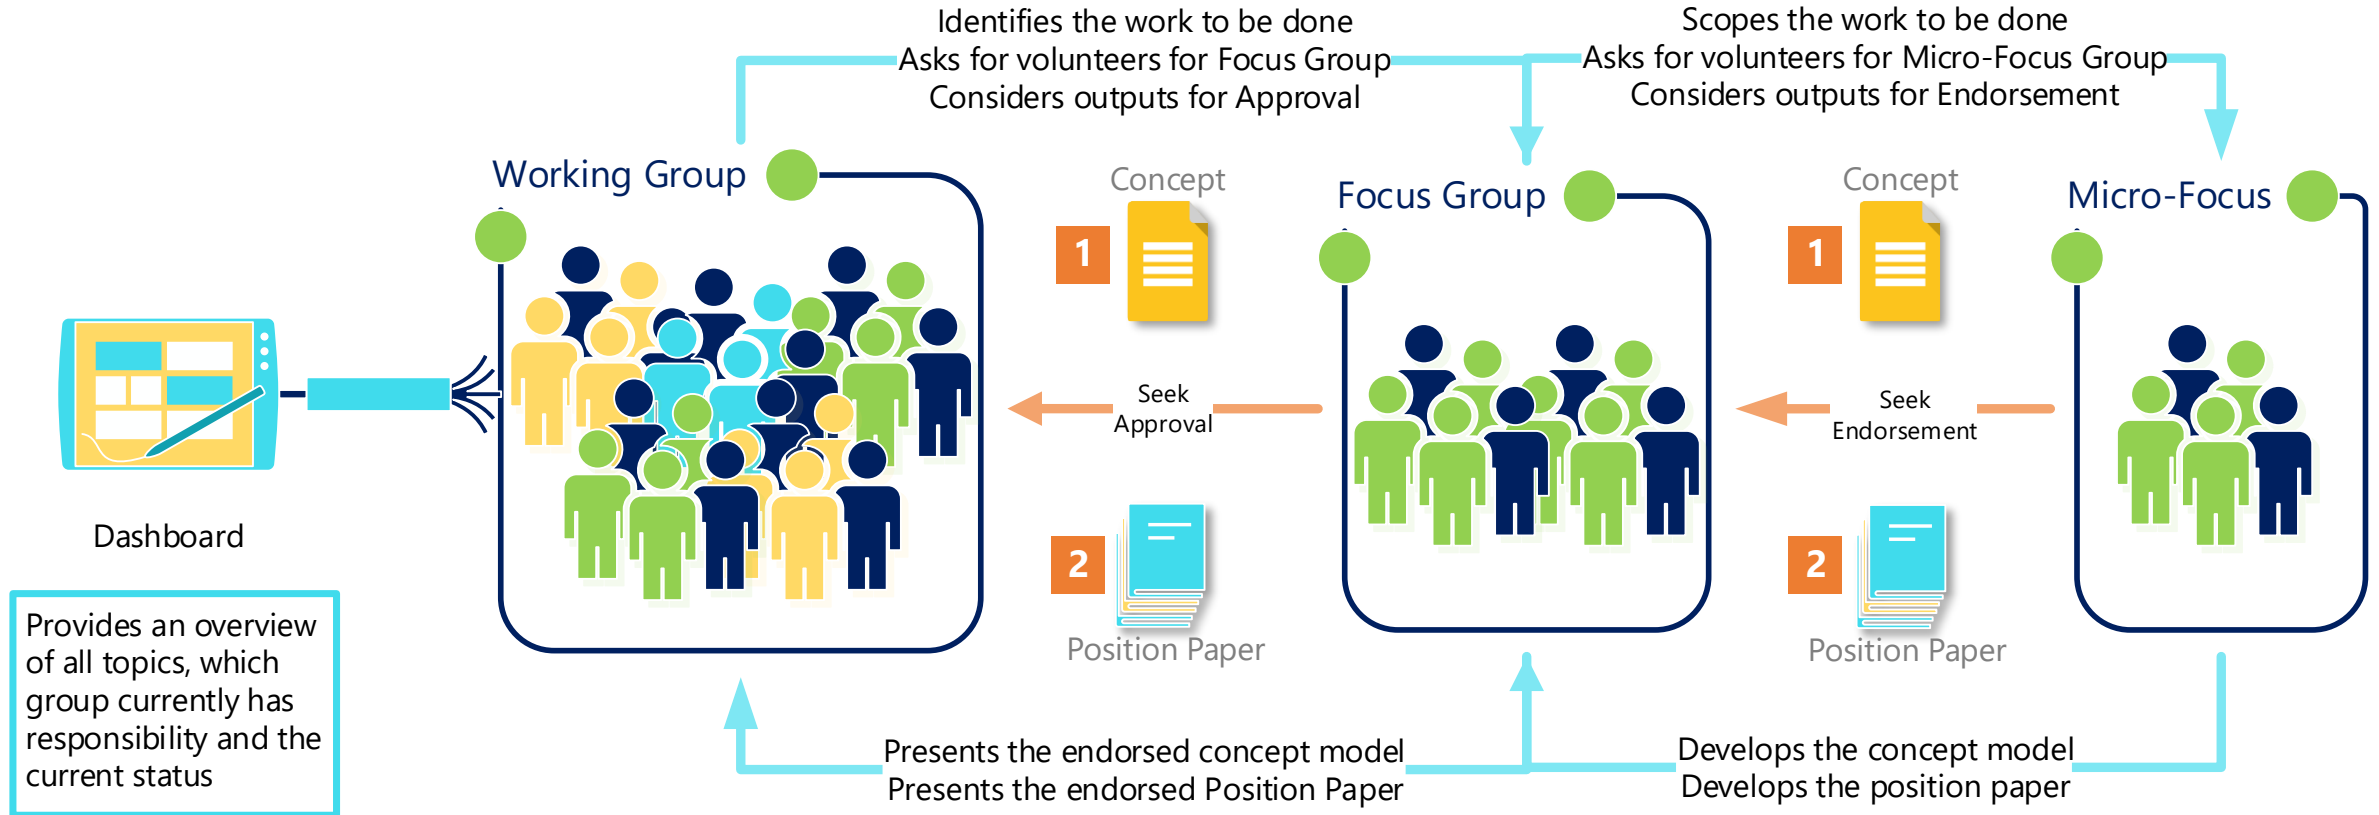 Identifies the work to be done
Asks for volunteers for Focus Group
Considers outputs for Approval
Scopes the work to be done
Asks for volunteers for Micro-Focus Group
Considers outputs for Endorsement
Working Group
Concept
1
Focus Group
Concept
1
Micro-Focus
Seek
Approval
Seek
Endorsement
2
Position Paper
2
Position Paper
Dashboard
Provides an overview
of all topics, which
group currently has
responsibility and the
current status
Presents the endorsed concept model
Presents the endorsed Position Paper
Develops the concept model
Develops the position paper